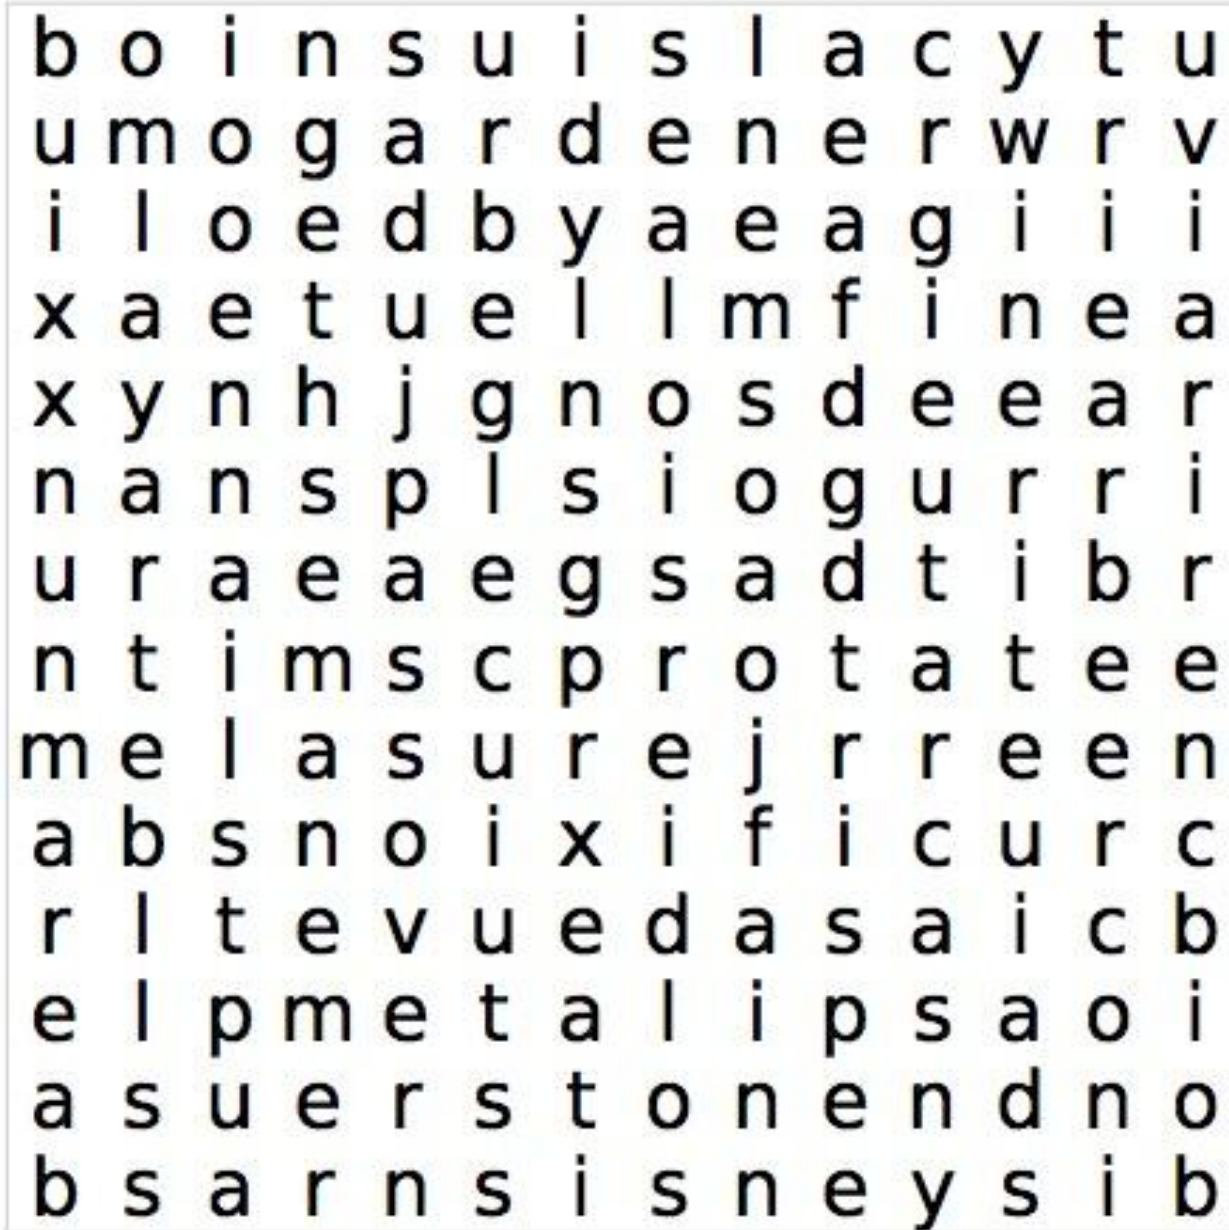 b o i n s u i s l a c y t u
u m o g a r d e n e r w r v
i l o e d b y a e a g i i i
x a e t u e l l m f i n e a
x y n h j g n o s d e e a r
n a n s p l s i o g u r r i
u r a e a e g s a d t i b r
n t i m s c p r o t a t e e
m e l a s u r e j r r e e n
a b s n o i x i f i c u r c
r l t e v u e d a s a i c b
e l p m e t a l i p s a o i
a s u e r s t o n e n d n o
b s a r n s i s n e y s i b